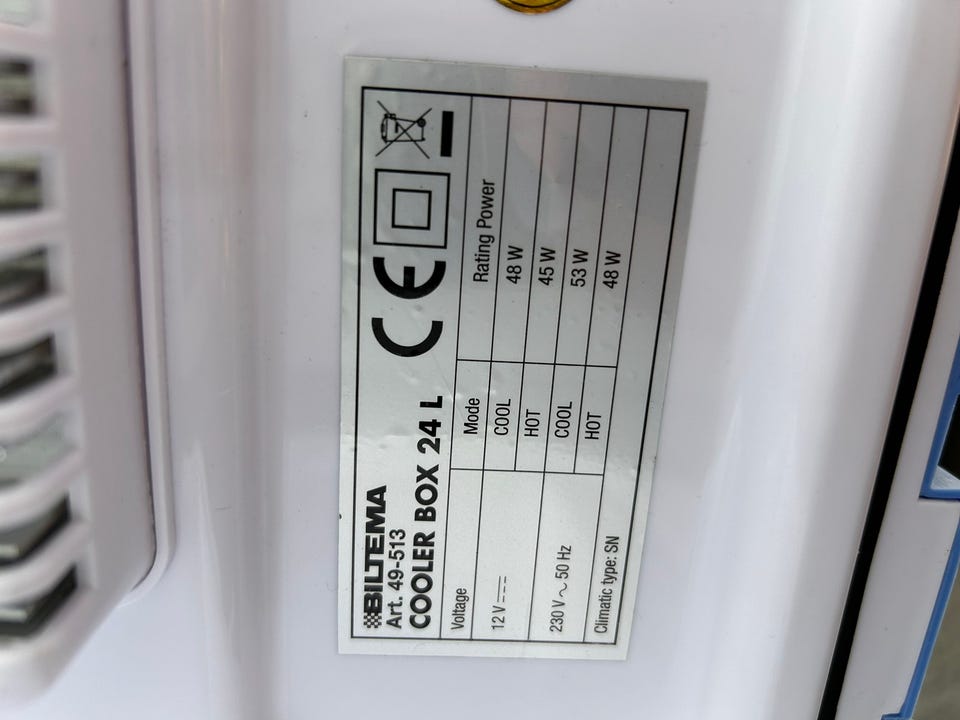 BILTEMA
Art. 49-513
COOLER BOX 24 L
CE
Voltage Mode Rating Power
12 V COOL 48 W
HOT 45 W
230 V ~ 50 Hz COOL 53 W
HOT 48 W
Climatic type: SN